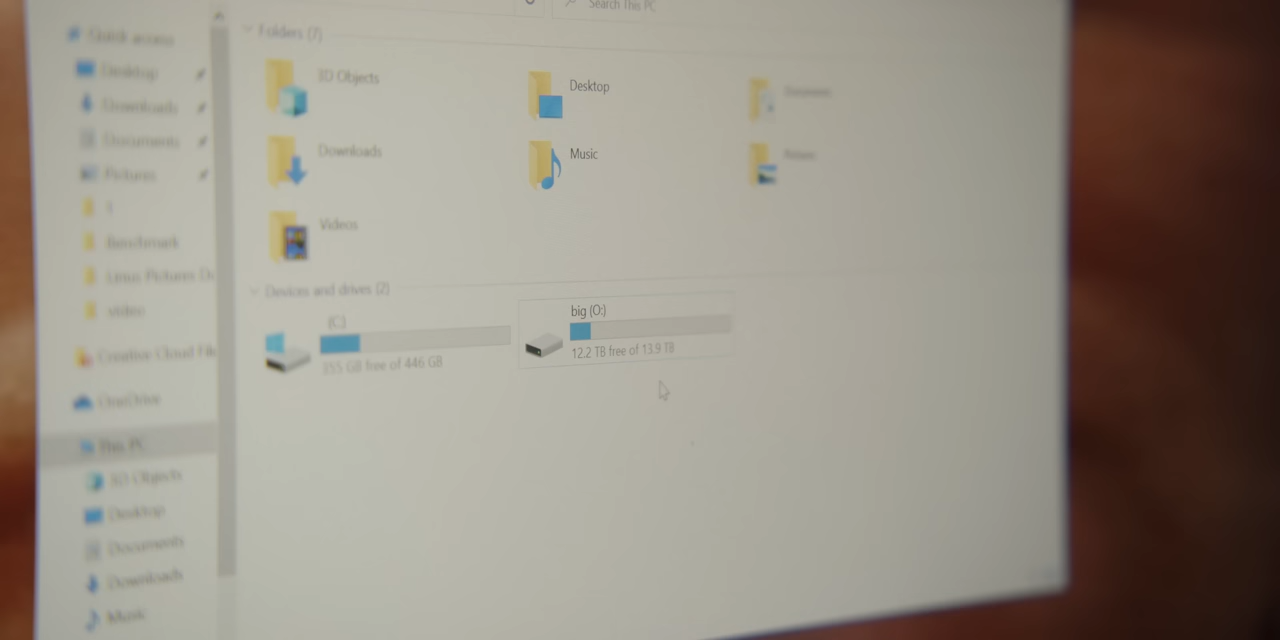 Search This PC
Quick access
Desktop
Downloads
Documents
Pictures
Benchmark
video
Creative Cloud
OneDrive
This PC
3D Objects
Desktop
Documents
Downloads
Music
Folders (7)
3D Objects
Desktop
Documents
Downloads
Music
Pictures
Videos
Devices and drives (2)
(C:)
355 GB free of 446 GB
big (O:)
12.2 TB free of 13.9 TB